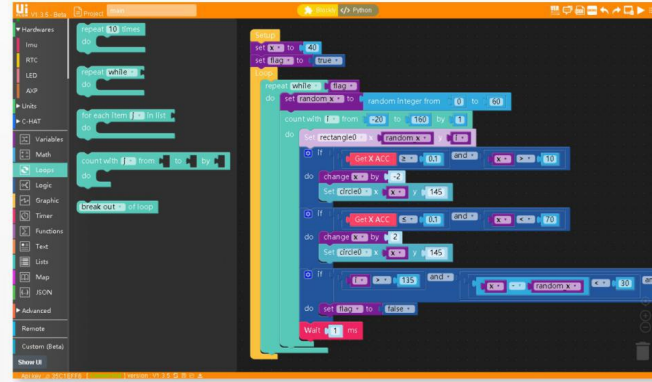 Ui
V1.3.5 - Beta
Project
Blockly
</> Python
Hardwares
Imu
RTC
LED
AXP
Units
C-HAT
Variables
Math
Loops
Logic
Graphic
Timer
Functions
Text
Lists
Map
JSON
Advanced
Remote
Custom (Beta)
Show UI
repeat 10 times
do
repeat while
do
for each item i in list
do
count with i from to by
do
break out of loop
Setup
set x to 40
set flag to true
Loop
repeat while flag
do set random x to random integer from 0 to 60
count with i from -20 to 160 by 1
do Set rectangle0 x random x y i
if Get X ACC ≥ 0.1 and x > 10
do change x by -2
Set circle0 x x y 145
if Get X ACC ≤ 0.1 and x < 70
do change x by 2
Set circle0 x x y 145
if i > 135 and x - random x < 30 an
do set flag to false
Wait 1 ms